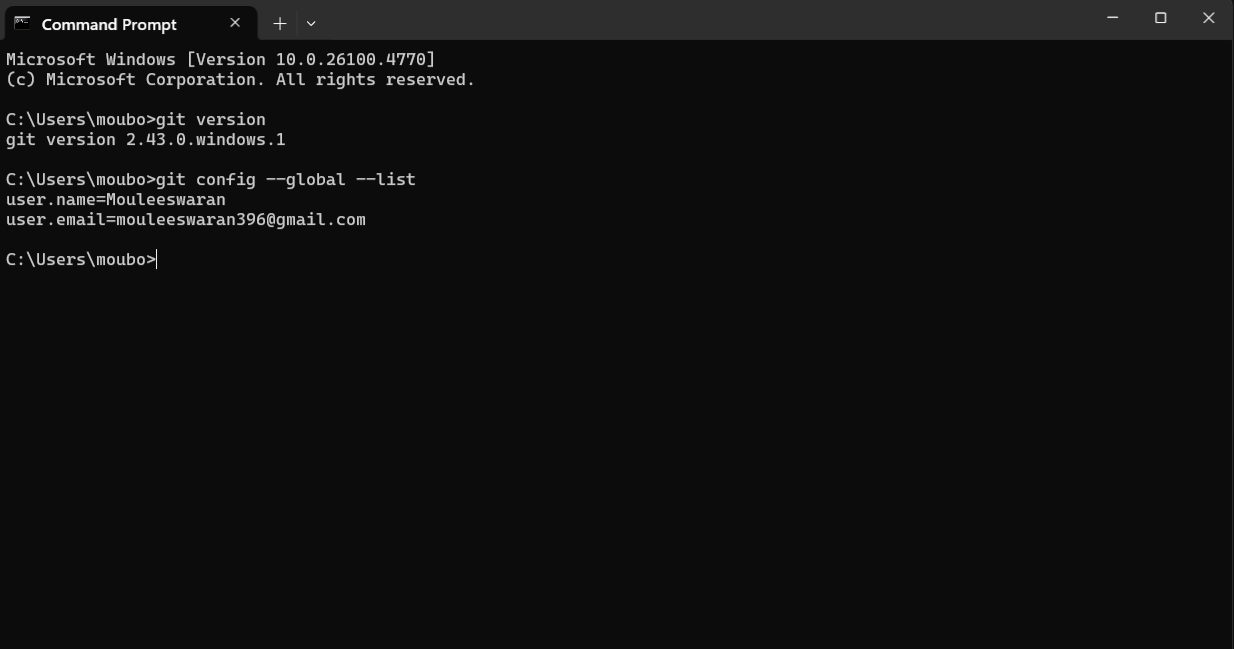 Command Prompt
Microsoft Windows [Version 10.0.26100.4770]
(c) Microsoft Corporation. All rights reserved.
C:\Users\moubo>git version
git version 2.43.0.windows.1
C:\Users\moubo>git config --global --list
user.name=Mouleeswaran
user.email=mouleeswaran396@gmail.com
C:\Users\moubo>